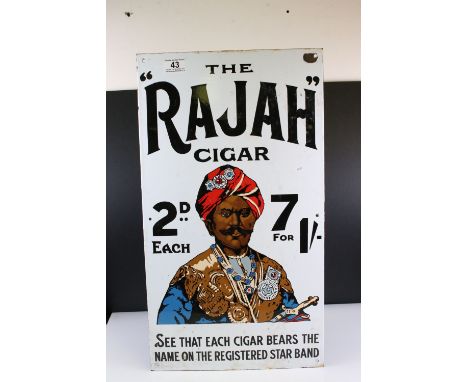 43
THE
"RAJAH"
CIGAR
2D EACH
7 FOR 1/-
SEE THAT EACH CIGAR BEARS THE
NAME ON THE REGISTERED STAR BAND